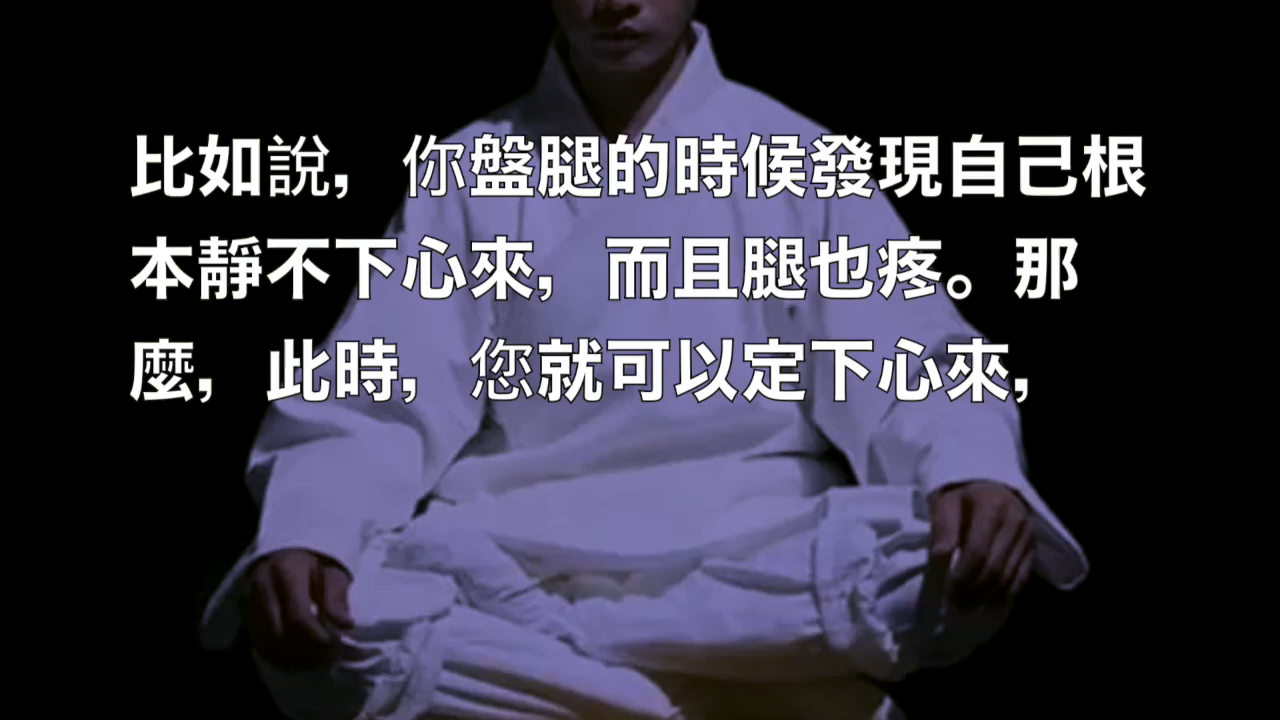 比如說，你盤腿的時候發現自己根
本靜不下心來，而且腿也疼。那
麼，此時，您就可以定下心來，